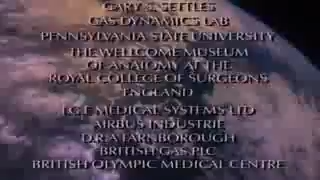 GARY S. SETTLES
GAS DYNAMICS LAB
PENNSYLVANIA STATE UNIVERSITY
THE WELLCOME MUSEUM
OF ANATOMY AT THE
ROYAL COLLEGE OF SURGEONS
ENGLAND
I.G.E MEDICAL SYSTEMS LTD
AIRBUS INDUSTRIE
D.R.A FARNBOROUGH
BRITISH GAS PLC
BRITISH OLYMPIC MEDICAL CENTRE